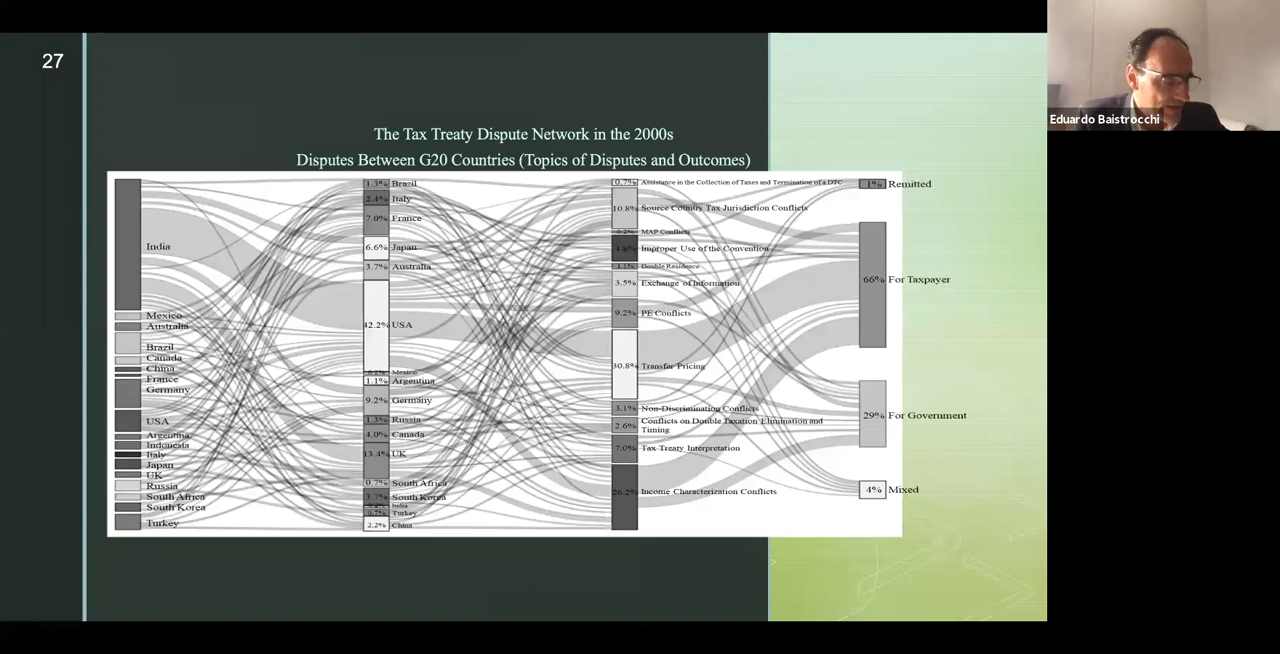 27
Eduardo Baistrocchi
The Tax Treaty Dispute Network in the 2000s
Disputes Between G20 Countries (Topics of Disputes and Outcomes)
India
Mexico
Australia
Brazil
Canada
China
France
Germany
USA
Argentina
Indonesia
Italy
Japan
UK
Russia
South Africa
South Korea
Turkey
1.3% Brazil
2.4% Italy
7.0% France
6.6% Japan
3.7% Australia
42.2% USA
Mexico
1.1% Argentina
9.2% Germany
1.3% Russia
4.0% Canada
13.4% UK
0.7% South Africa
3.7% South Korea
India
Turkey
2.2% China
0.7% Assistance in the Collection of Taxes and Termination of a DTC
10.8% Source Country Tax Jurisdiction Conflicts
0.2% MAP Conflicts
4.8% Improper Use of the Convention
1.1% Double Residence
3.5% Exchange of Information
9.2% PE Conflicts
30.8% Transfer Pricing
3.1% Non-Discrimination Conflicts
2.6% Conflicts on Double Taxation Elimination and
Timing
7.0% Tax Treaty Interpretation
26.2% Income Characterization Conflicts
1% Remitted
66% For Taxpayer
29% For Government
4% Mixed